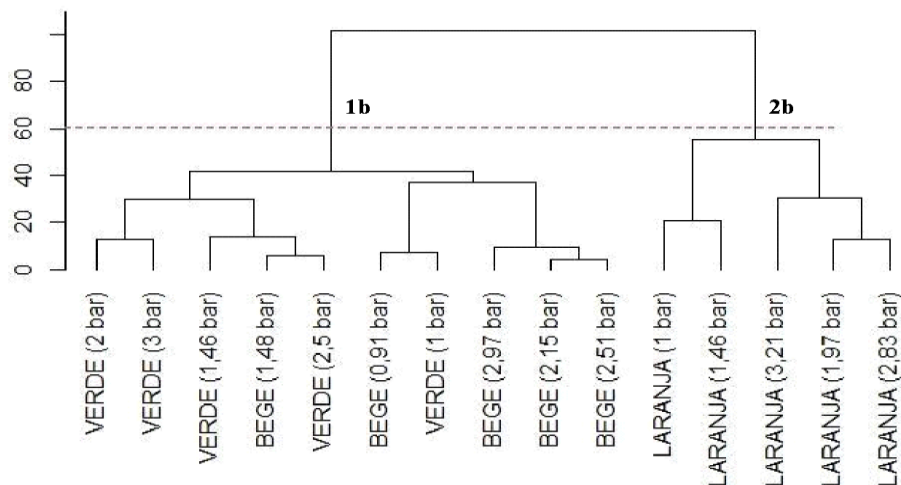 80
60
40
20
0
1b
2b
VERDE (2 bar)
VERDE (3 bar)
VERDE (1,46 bar)
BEGE (1,48 bar)
VERDE (2,5 bar)
BEGE (0,91 bar)
VERDE (1 bar)
BEGE (2,97 bar)
BEGE (2,15 bar)
BEGE (2,51 bar)
LARANJA (1 bar)
LARANJA (1,46 bar)
LARANJA (3,21 bar)
LARANJA (1,97 bar)
LARANJA (2,83 bar)